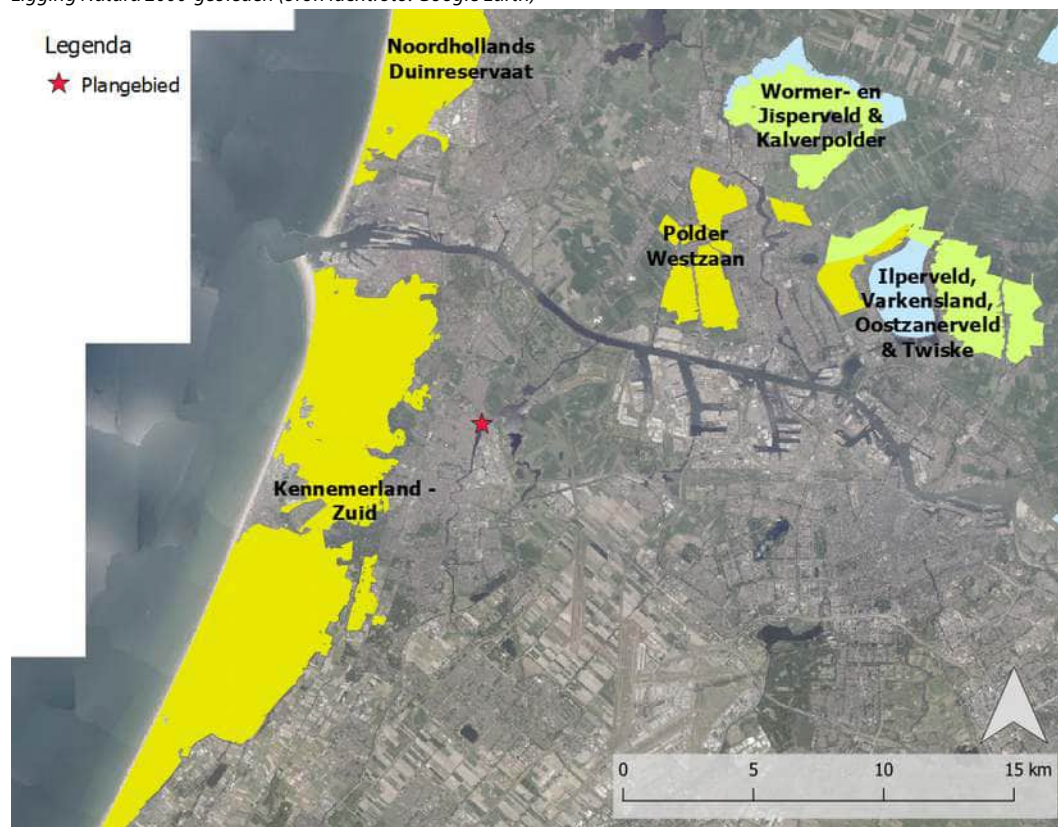 Legenda
Plangebied
Noordhollands
Duinreservaat
Wormer- en
Jisperveld &
Kalverpolder
Polder
Westzaan
Ilperveld,
Varkensland,
Oostzanerveld
& Twiske
Kennemerland -
Zuid
0 5 10 15 km